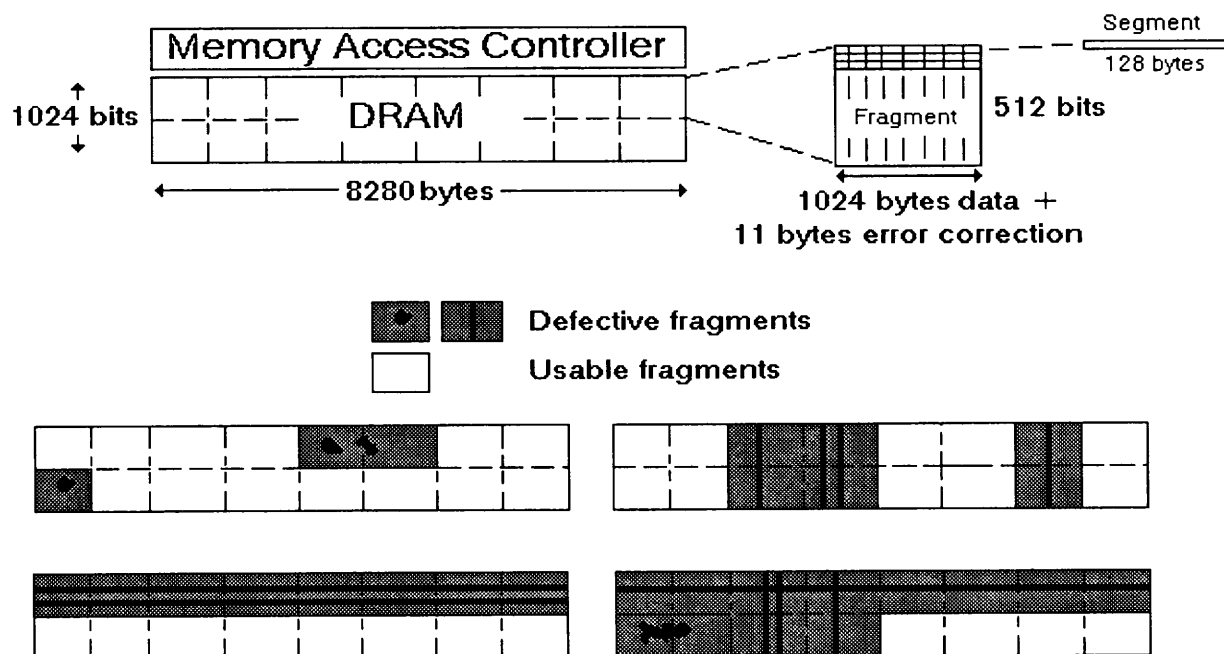 Memory Access Controller
Segment
128 bytes
1024 bits
DRAM
Fragment
512 bits
8280 bytes
1024 bytes data +
11 bytes error correction
Defective fragments
Usable fragments